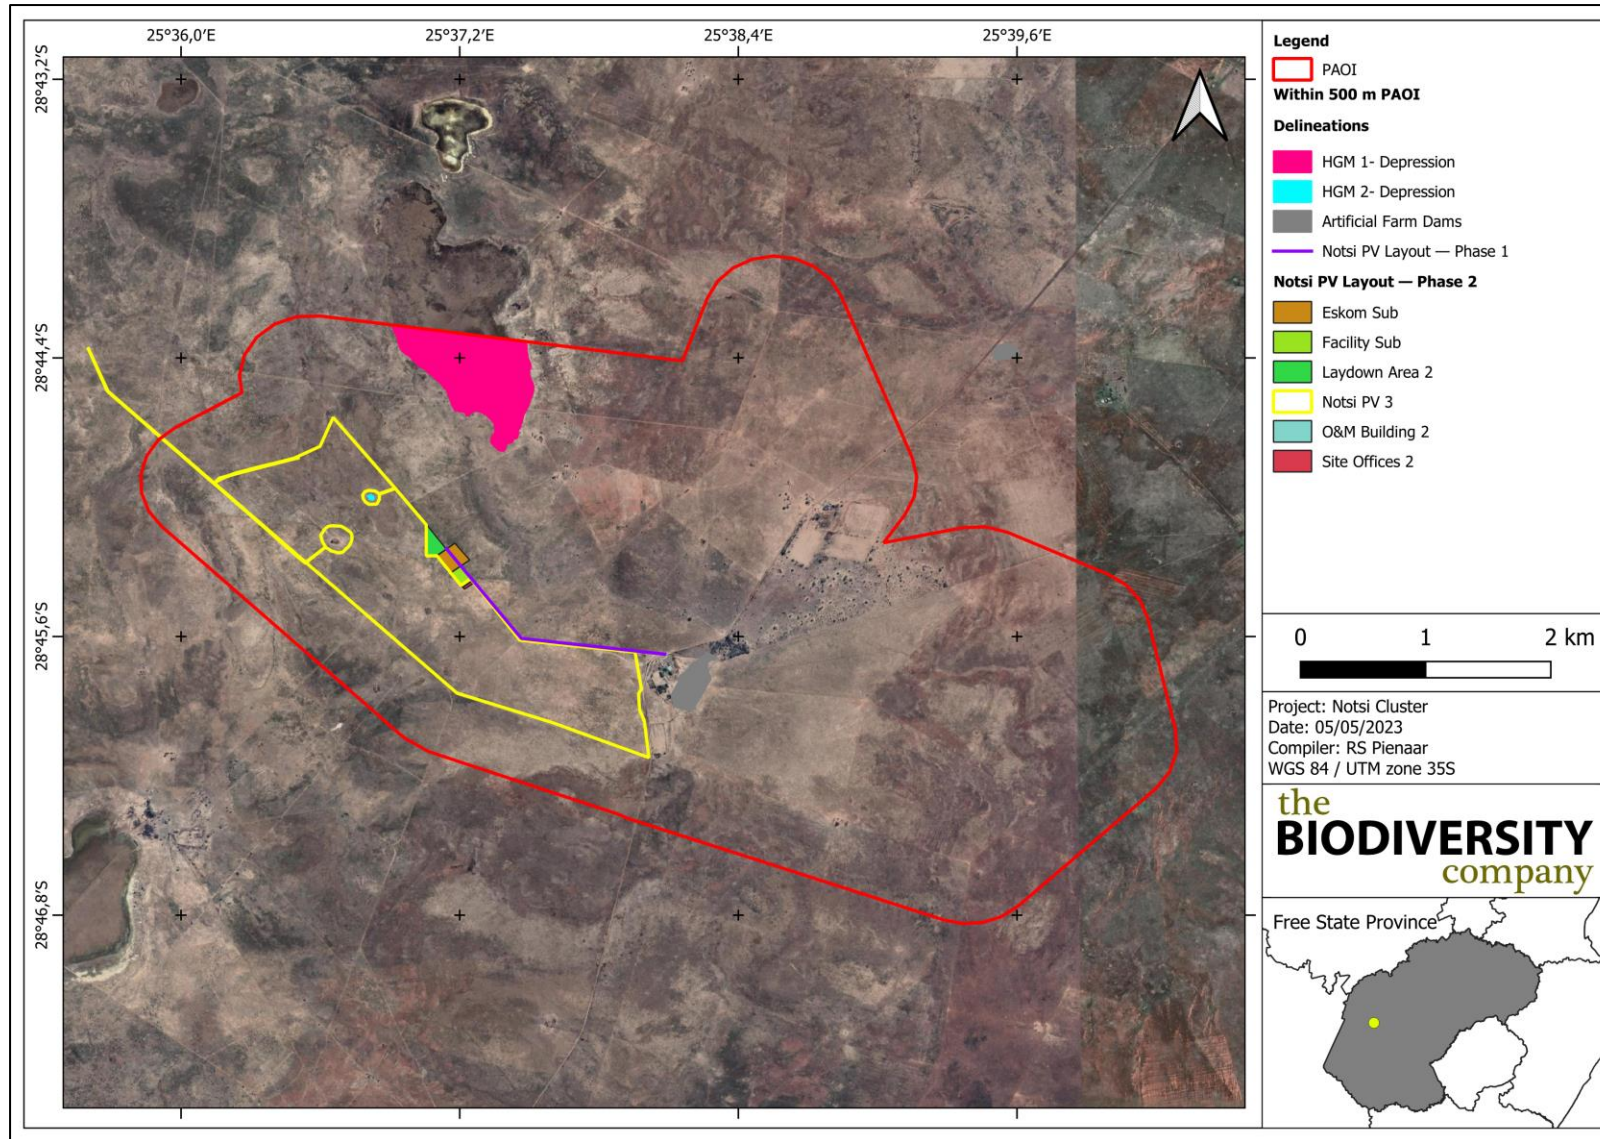 25°36,0'E 25°37,2'E 25°38,4'E 25°39,6'E
28°43,2'S
28°44,4'S
28°45,6'S
28°46,8'S
Legend
PAOI
Within 500 m PAOI
Delineations
HGM 1- Depression
HGM 2- Depression
Artificial Farm Dams
Notsi PV Layout — Phase 1
Notsi PV Layout — Phase 2
Eskom Sub
Facility Sub
Laydown Area 2
Notsi PV 3
O&M Building 2
Site Offices 2
0 1 2 km
Project: Notsi Cluster
Date: 05/05/2023
Compiler: RS Pienaar
WGS 84 / UTM zone 35S
the
BIODIVERSITY
company
Free State Province